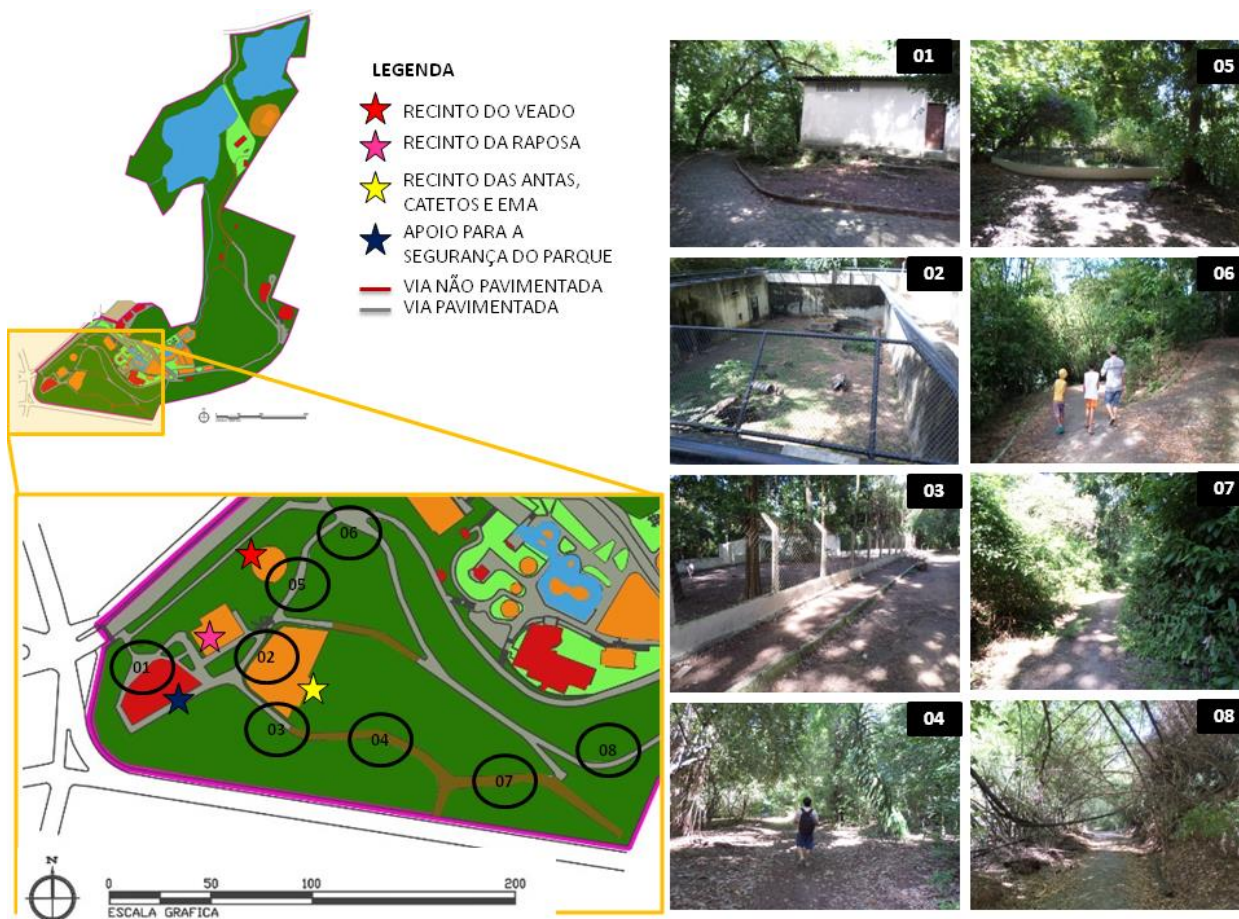 LEGENDA
RECINTO DO VEADO
RECINTO DA RAPOSA
RECINTO DAS ANTAS,
CATETOS E EMA
APOIO PARA A
SEGURANÇA DO PARQUE
VIA NÃO PAVIMENTADA
VIA PAVIMENTADA
06
05
01
02
03
04
08
07
N
0 50 100 200
ESCALA GRAFICA
01
05
02
06
03
07
04
08